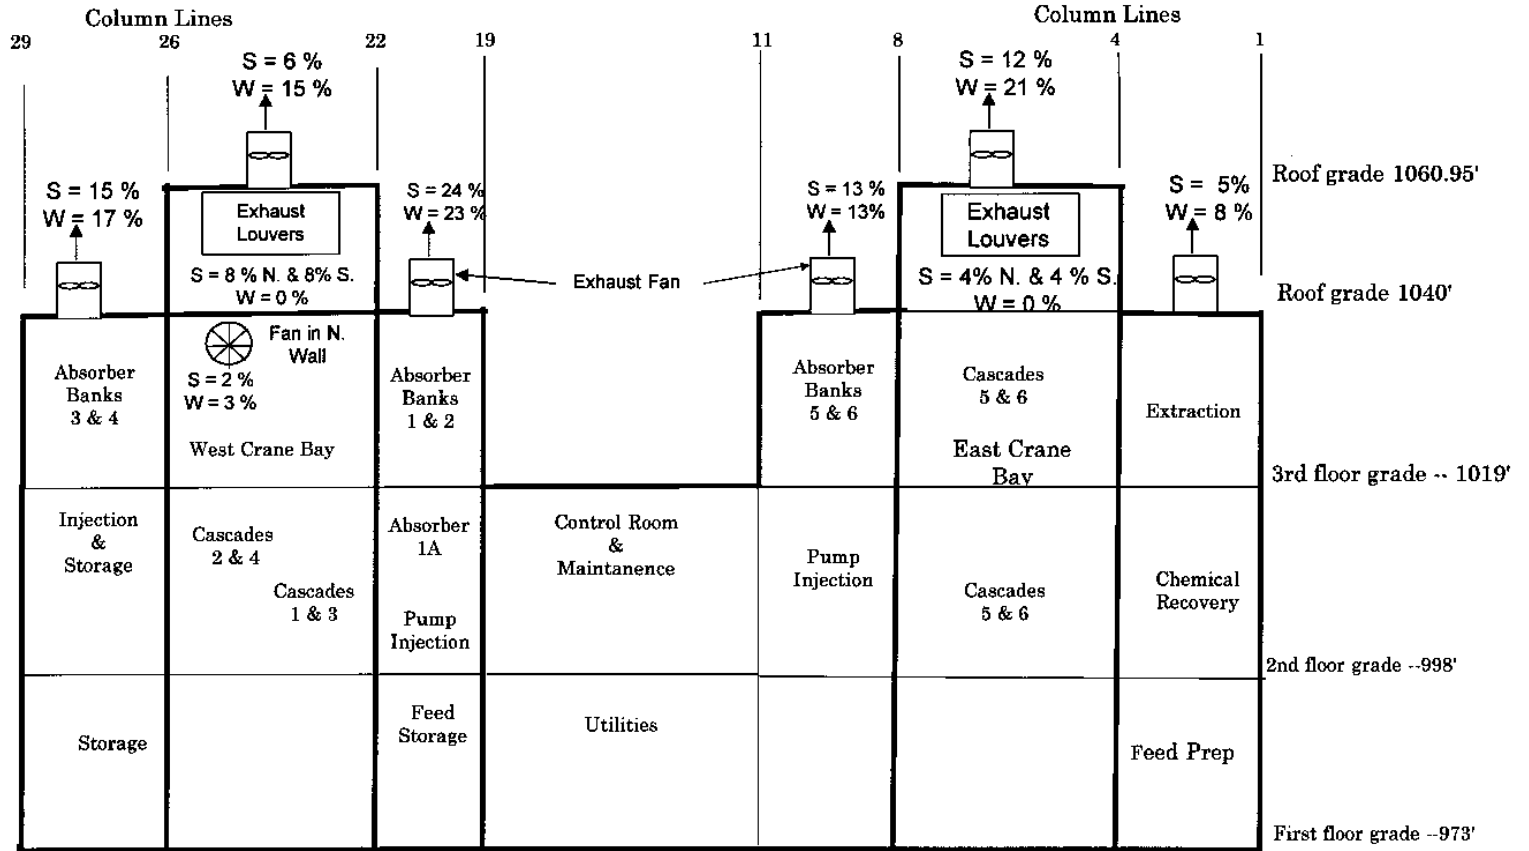 Column Lines
Column Lines
29
26
22
19
11
8
4
1
S = 6 %
W = 15 %
S = 12 %
W = 21 %
S = 15 %
W = 17 %
S = 24 %
W = 23 %
S = 13 %
W = 13%
S = 5%
W = 8 %
Roof grade 1060.95'
Exhaust
Louvers
Exhaust
Louvers
S = 8 % N. & 8% S.
W = 0 %
Exhaust Fan
S = 4% N. & 4 % S.
W = 0 %
Roof grade 1040'
Fan in N.
Wall
S = 2 %
W = 3 %
Absorber
Banks
3 & 4
West Crane Bay
Absorber
Banks
1 & 2
Absorber
Banks
5 & 6
Cascades
5 & 6
East Crane
Bay
Extraction
3rd floor grade -- 1019'
Injection
&
Storage
Cascades
2 & 4
Cascades
1 & 3
Absorber
1A
Pump
Injection
Control Room
&
Maintanence
Pump
Injection
Cascades
5 & 6
Chemical
Recovery
2nd floor grade --998'
Storage
Feed
Storage
Utilities
Feed Prep
First floor grade --973'